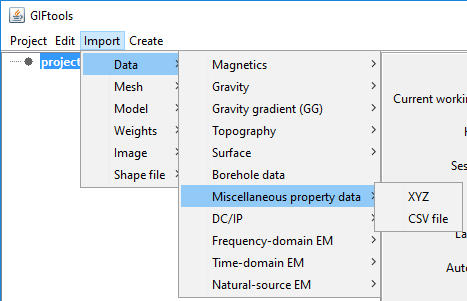 GIFtools
Project Edit Import Create
project
Data
Mesh
Model
Weights
Image
Shape file
Magnetics
Gravity
Gravity gradient (GG)
Topography
Surface
Borehole data
Miscellaneous property data
DC/IP
Frequency-domain EM
Time-domain EM
Natural-source EM
XYZ
CSV file
Current workin
Ses
La
Auto